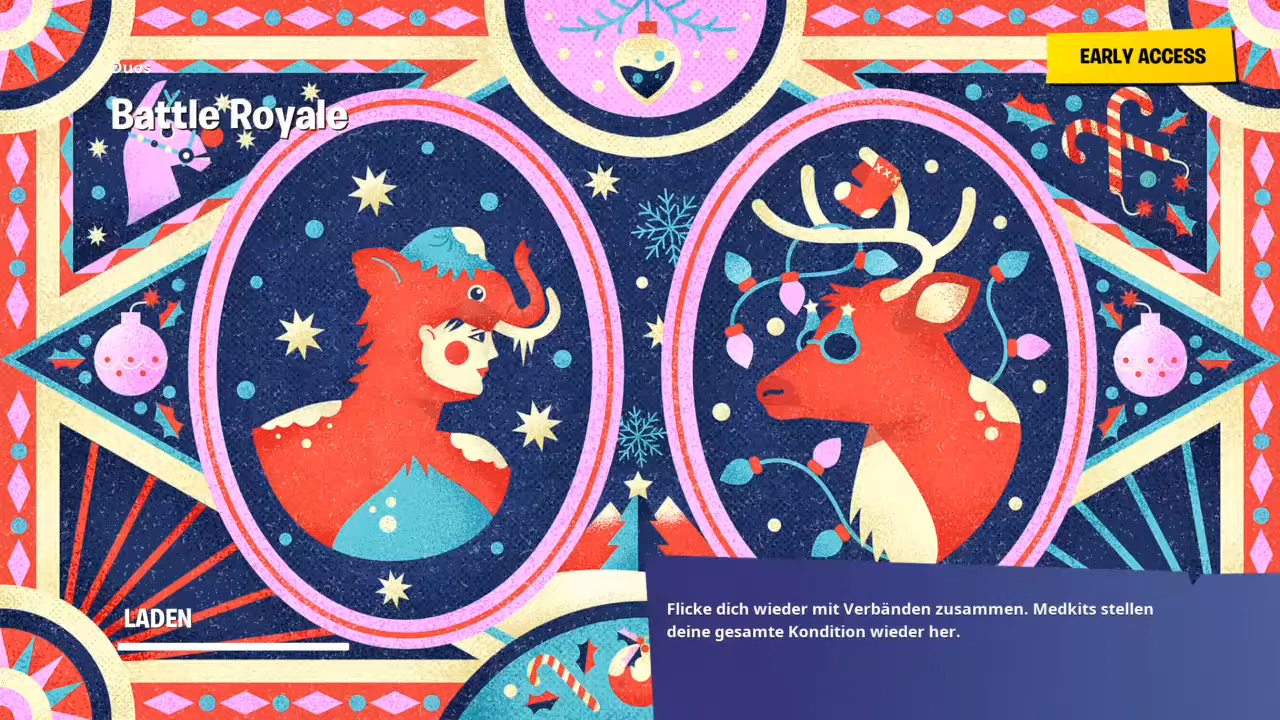 Duos
Battle Royale
EARLY ACCESS
LADEN
Flicke dich wieder mit Verbänden zusammen. Medkits stellen
deine gesamte Kondition wieder her.